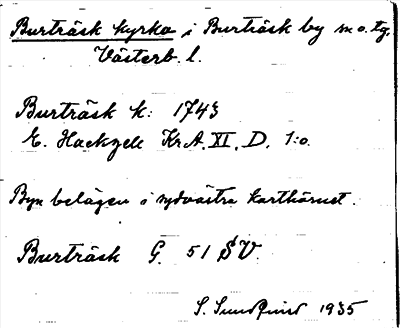 Burträsk kyrka i Burträsk by m.o.tg.
Västerb. l.
Burträsk k: 1743
E. Hackzell Kr.A. XI. D. 1:o.
Byn belägen i sydvästra karthörnet.
Burträsk G. 51 SV.
S. Sundqvist 1935